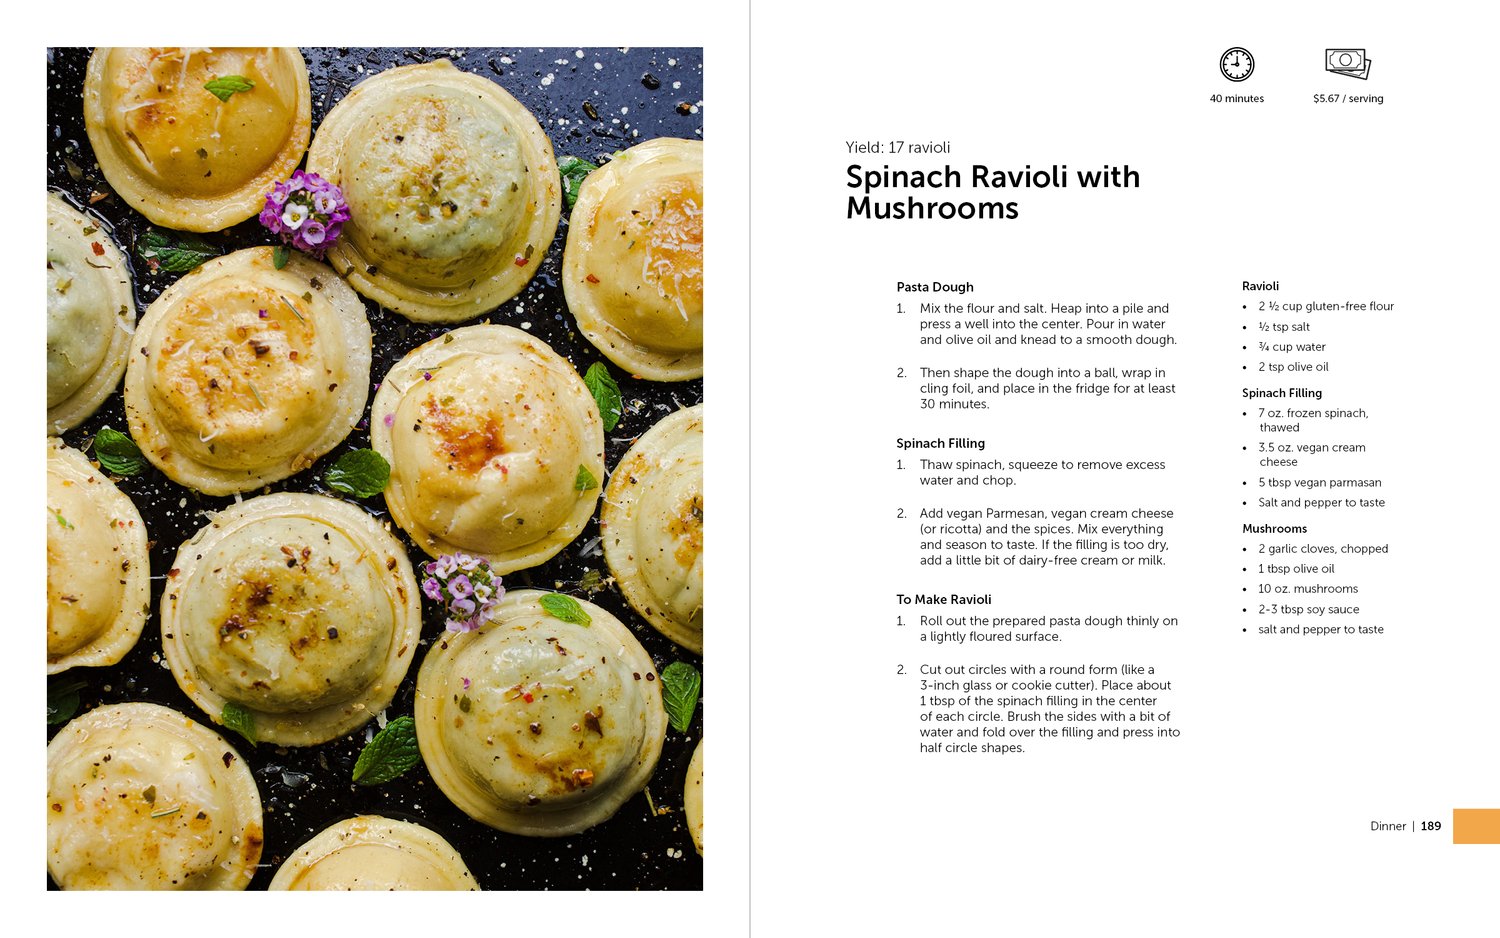 40 minutes
$5.67 / serving
Yield: 17 ravioli
Spinach Ravioli with
Mushrooms
Pasta Dough
1. Mix the flour and salt. Heap into a pile and
press a well into the center. Pour in water
and olive oil and knead to a smooth dough.
2. Then shape the dough into a ball, wrap in
cling foil, and place in the fridge for at least
30 minutes.
Spinach Filling
1. Thaw spinach, squeeze to remove excess
water and chop.
2. Add vegan Parmesan, vegan cream cheese
(or ricotta) and the spices. Mix everything
and season to taste. If the filling is too dry,
add a little bit of dairy-free cream or milk.
To Make Ravioli
1. Roll out the prepared pasta dough thinly on
a lightly floured surface.
2. Cut out circles with a round form (like a
3-inch glass or cookie cutter). Place about
1 tbsp of the spinach filling in the center
of each circle. Brush the sides with a bit of
water and fold over the filling and press into
half circle shapes.
Ravioli
• 2 ½ cup gluten-free flour
• ½ tsp salt
• ¾ cup water
• 2 tsp olive oil
Spinach Filling
• 7 oz. frozen spinach,
thawed
• 3.5 oz. vegan cream
cheese
• 5 tbsp vegan parmasan
• Salt and pepper to taste
Mushrooms
• 2 garlic cloves, chopped
• 1 tbsp olive oil
• 10 oz. mushrooms
• 2-3 tbsp soy sauce
• salt and pepper to taste
Dinner | 189